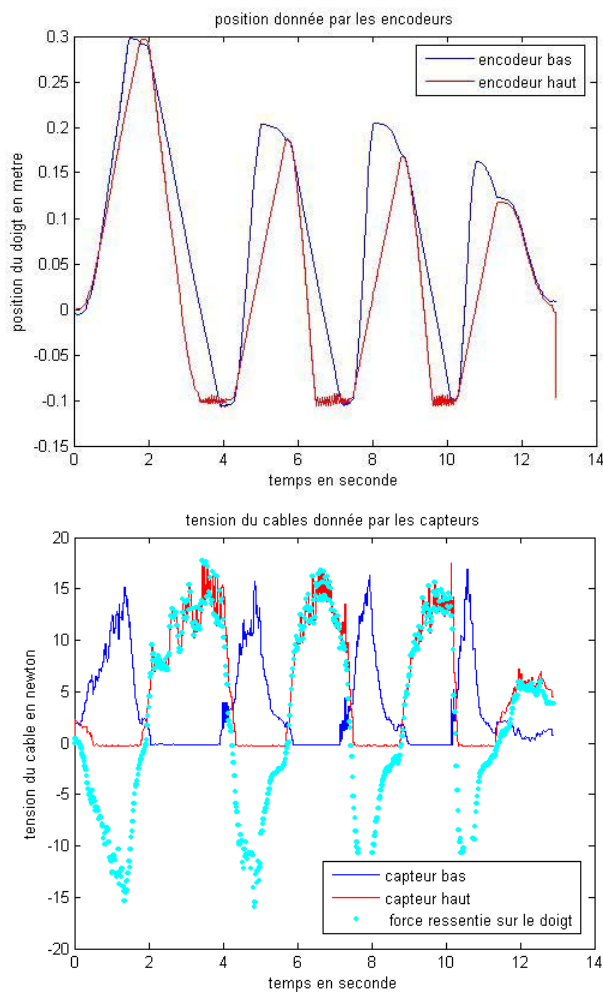 position donnée par les encodeurs
0.3
0.25
0.2
0.15
0.1
0.05
0
-0.05
-0.1
-0.15
position du doigt en metre
encodeur bas
encodeur haut
0 2 4 6 8 10 12 14
temps en seconde
tension du cables donnée par les capteurs
20
15
10
5
0
-5
-10
-15
-20
tension du cable en newton
capteur bas
capteur haut
force ressentie sur le doigt
0 2 4 6 8 10 12 14
temps en seconde